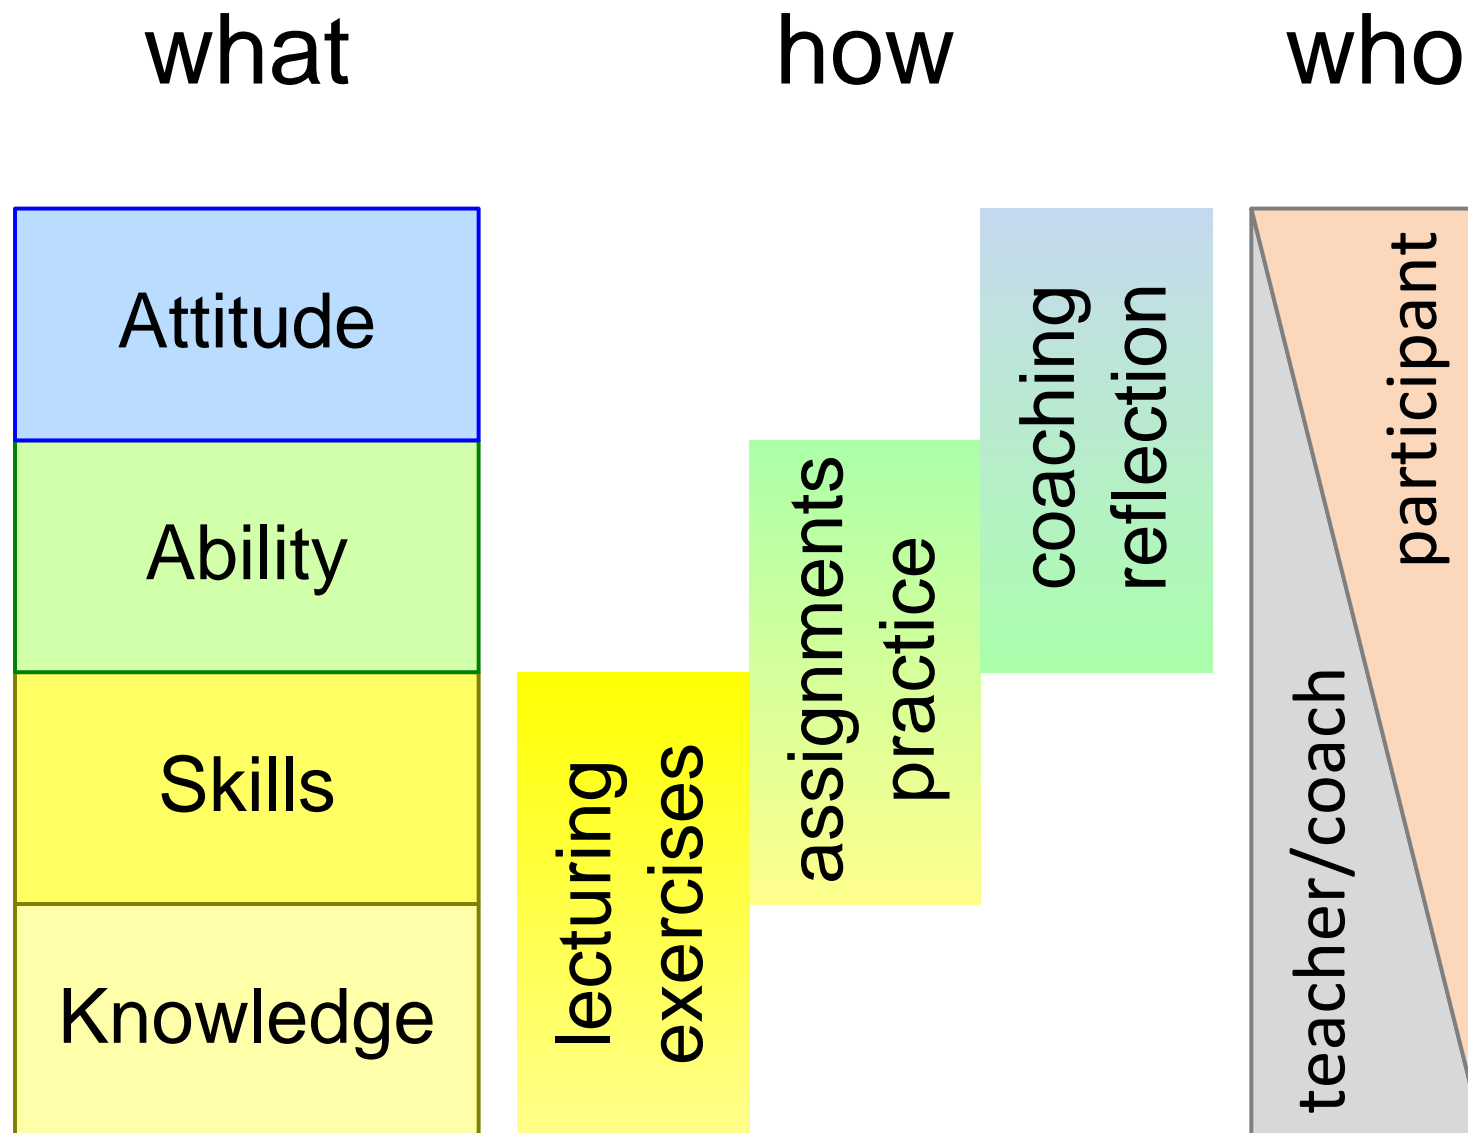 what
how
who
Attitude
Ability
Skills
Knowledge
lecturing
exercises
assignments
practice
coaching
reflection
teacher/coach
participant